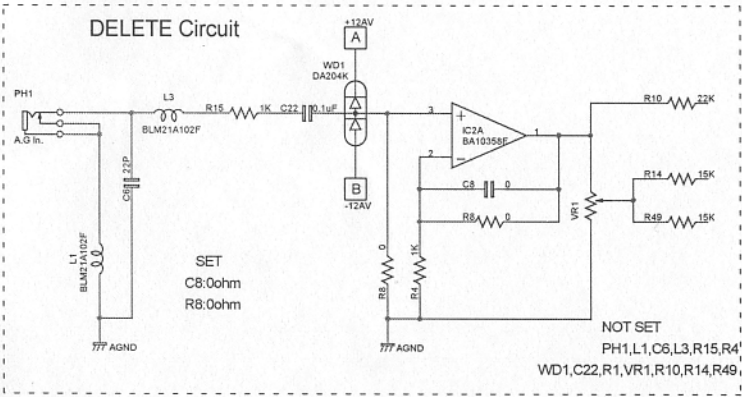 DELETE Circuit
+12AV
A
WD1
DA204K
PH1
A.G In.
L3
BLM21A102F
R15
1K
C22
0.1uF
3
2
1
IC2A
BA10358F
R10
22K
R14
15K
R49
15K
VR1
B
-12AV
22P
C6
L1
BLM21A102F
C8
0
R8
0
0
R8
1K
R4
SET
C8:0ohm
R8:0ohm
AGND
AGND
NOT SET
PH1,L1,C6,L3,R15,R4
WD1,C22,R1,VR1,R10,R14,R49